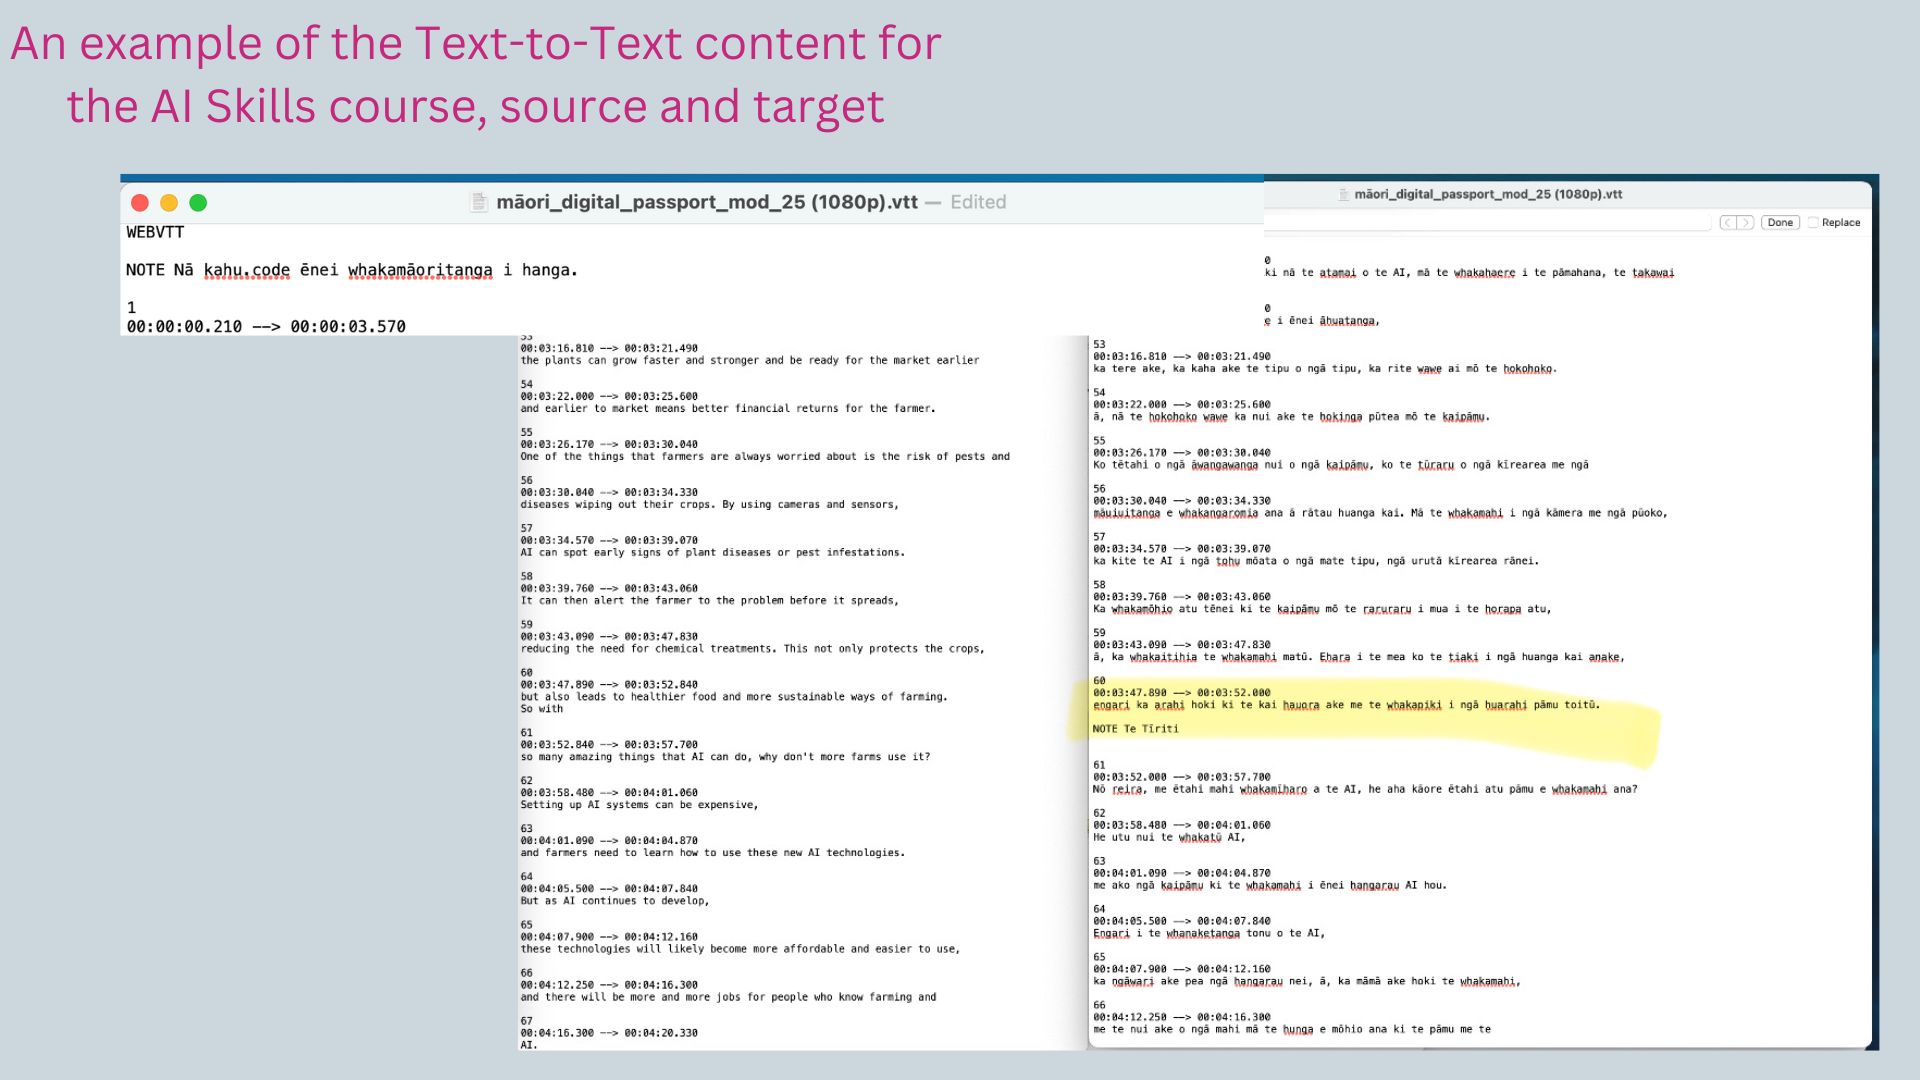 An example of the Text-to-Text content for
the AI Skills course, source and target
māori_digital_passport_mod_25 (1080p).vtt — Edited
WEBVTT
NOTE Nā kahu.code ēnei whakamāoritanga i hanga.
1
00:00:00.210 --> 00:00:03.570
53
00:03:16.810 --> 00:03:21.490
the plants can grow faster and stronger and be ready for the market earlier
54
00:03:22.000 --> 00:03:25.600
and earlier to market means better financial returns for the farmer.
55
00:03:26.170 --> 00:03:30.040
One of the things that farmers are always worried about is the risk of pests and
56
00:03:30.040 --> 00:03:34.330
diseases wiping out their crops. By using cameras and sensors,
57
00:03:34.570 --> 00:03:39.070
AI can spot early signs of plant diseases or pest infestations.
58
00:03:39.760 --> 00:03:43.060
It can then alert the farmer to the problem before it spreads,
59
00:03:43.090 --> 00:03:47.830
reducing the need for chemical treatments. This not only protects the crops,
60
00:03:47.890 --> 00:03:52.840
but also leads to healthier food and more sustainable ways of farming.
So with
61
00:03:52.840 --> 00:03:57.700
so many amazing things that AI can do, why don't more farms use it?
62
00:03:58.480 --> 00:04:01.060
Setting up AI systems can be expensive,
63
00:04:01.090 --> 00:04:04.870
and farmers need to learn how to use these new AI technologies.
64
00:04:05.500 --> 00:04:07.840
But as AI continues to develop,
65
00:04:07.900 --> 00:04:12.160
these technologies will likely become more affordable and easier to use,
66
00:04:12.250 --> 00:04:16.300
and there will be more and more jobs for people who know farming and
67
00:04:16.300 --> 00:04:20.330
AI.
māori_digital_passport_mod_25 (1080p).vtt
Done Replace
0
ki nā te atamai o te AI, mā te whakahaere i te pāmahana, te takawai
0
e i ēnei āhuatanga,
53
00:03:16.810 --> 00:03:21.490
ka tere ake, ka kaha ake te tipu o ngā tipu, ka rite wawe ai mō te hokohoko.
54
00:03:22.000 --> 00:03:25.600
ā, nā te hokohoko wawe ka nui ake te hokinga pūtea mō te kaipāmu.
55
00:03:26.170 --> 00:03:30.040
Ko tētahi o ngā āwangawanga nui o ngā kaipāmu, ko te tūraru o ngā kīrearea me ngā
56
00:03:30.040 --> 00:03:34.330
māuiuitanga e whakangaromia ana ā rātau huanga kai. Mā te whakamahi i ngā kāmera me ngā pūoko,
57
00:03:34.570 --> 00:03:39.070
ka kite te AI i ngā tohu mōata o ngā mate tipu, ngā urutā kīrearea rānei.
58
00:03:39.760 --> 00:03:43.060
Ka whakamōhio atu tēnei ki te kaipāmu mō te raruraru i mua i te horapa atu,
59
00:03:43.090 --> 00:03:47.830
ā, ka whakaitihia te whakamahi matū. Ehara i te mea ko te tiaki i ngā huanga kai anake,
60
00:03:47.890 --> 00:03:52.000
engari ka arahi hoki ki te kai hauora ake me te whakapiki i ngā huarahi pāmu toitū.
NOTE Te Tīriti
61
00:03:52.000 --> 00:03:57.700
Nō reira, me ētahi mahi whakamīharo a te AI, he aha kāore ētahi atu pāmu e whakamahi ana?
62
00:03:58.480 --> 00:04:01.060
He utu nui te whakatū AI,
63
00:04:01.090 --> 00:04:04.870
me ako ngā kaipāmu ki te whakamahi i ēnei hangarau AI hou.
64
00:04:05.500 --> 00:04:07.840
Engari i te whanaketanga tonu o te AI,
65
00:04:07.900 --> 00:04:12.160
ka ngāwari ake pea ngā hangarau nei, ā, ka māmā ake hoki te whakamahi,
66
00:04:12.250 --> 00:04:16.300
me te nui ake o ngā mahi mā te hunga e mōhio ana ki te pāmu me te